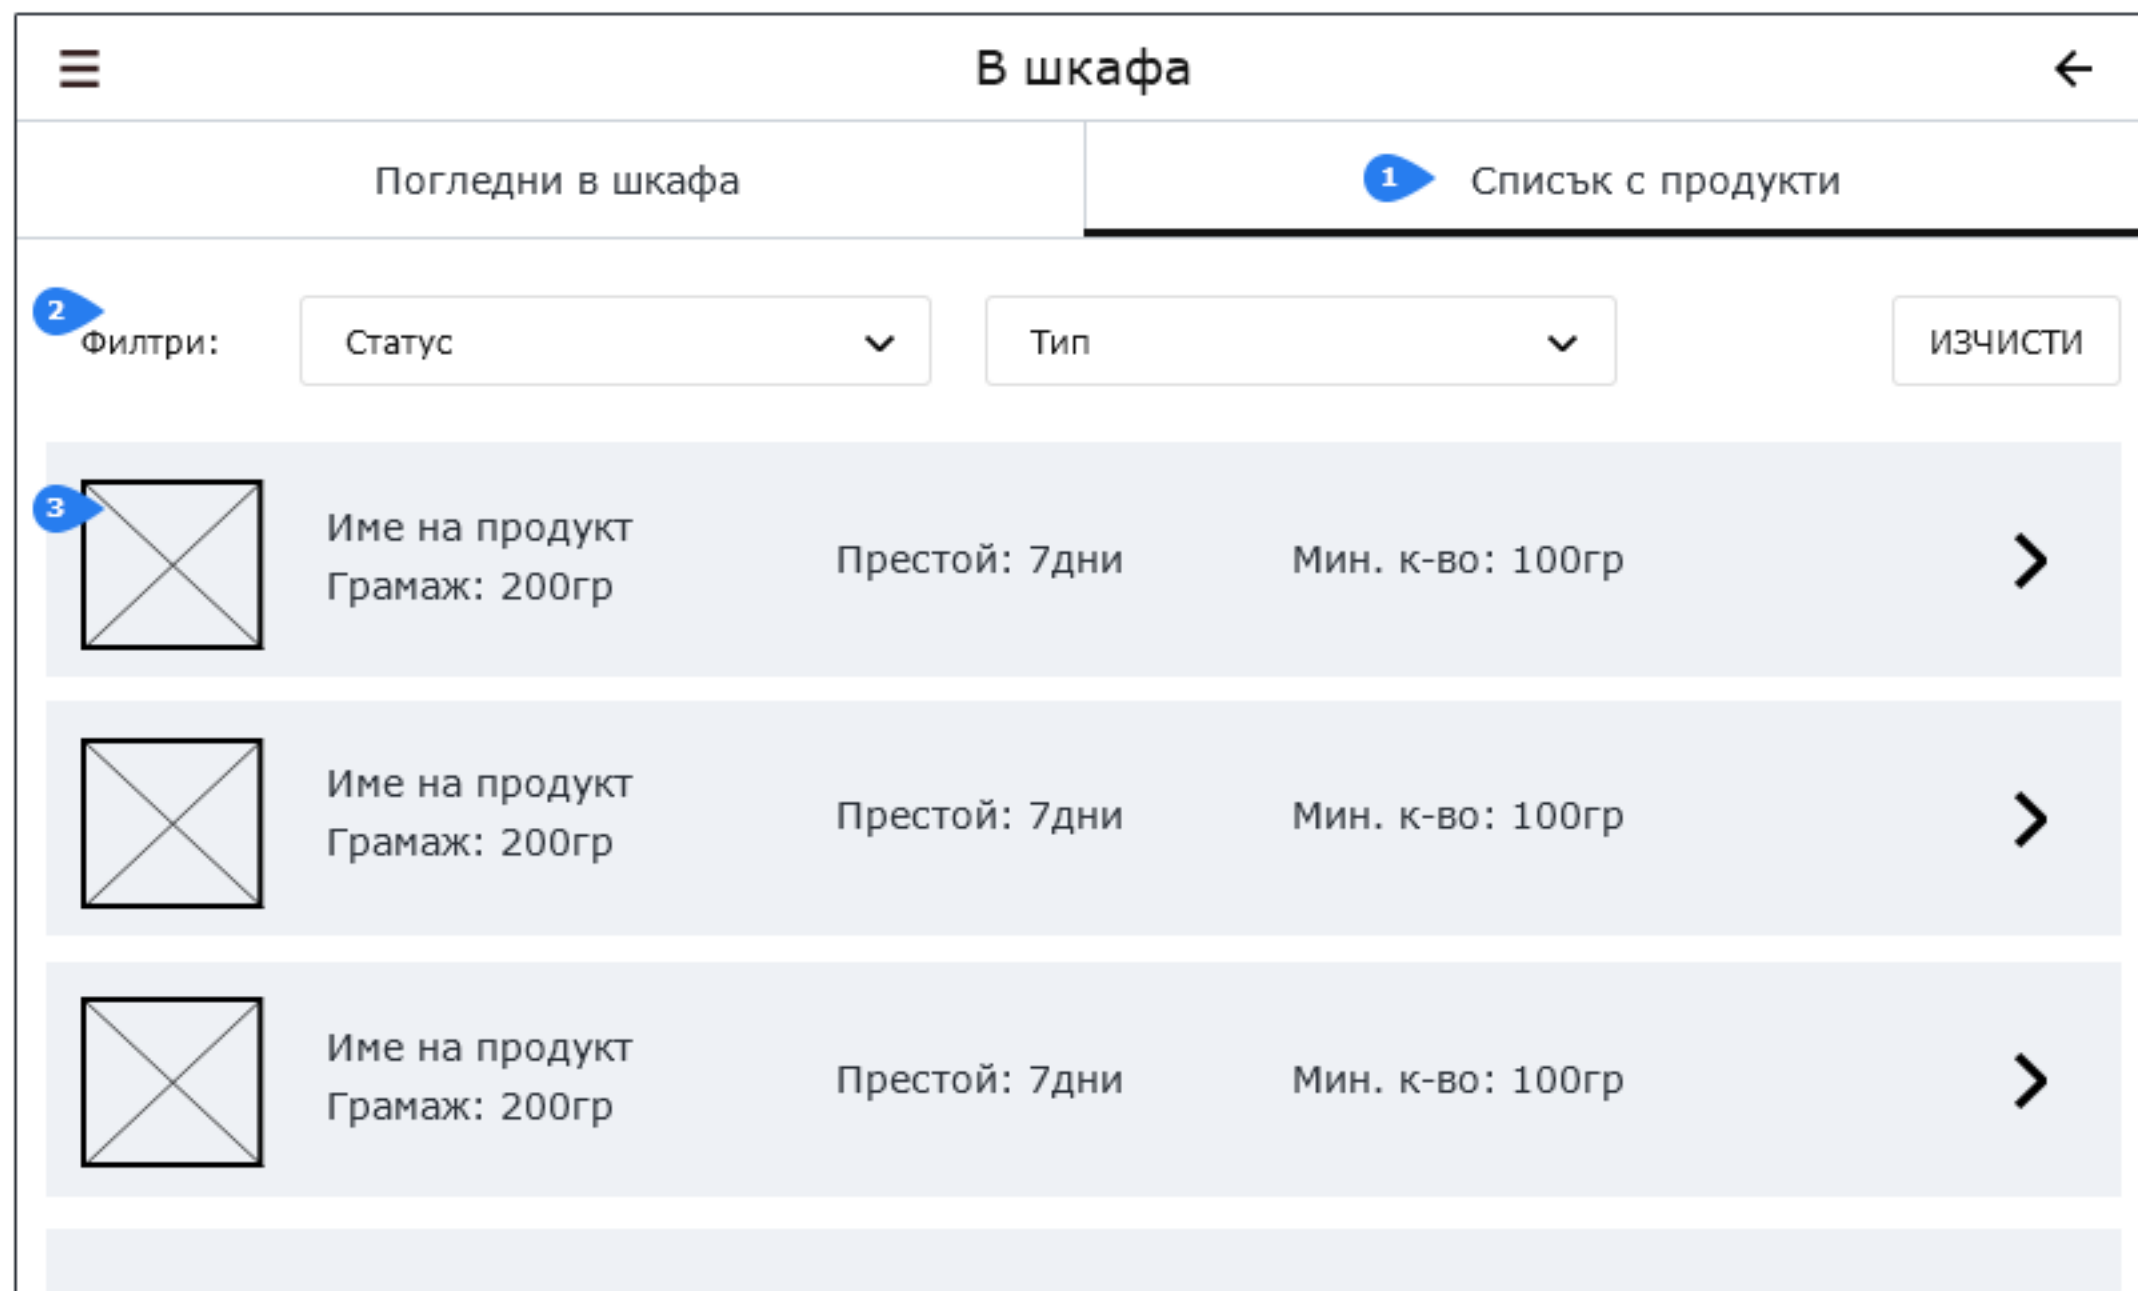 В шкафа
Погледни в шкафа
1 Списък с продукти
2
Филтри: Статус Тип ИЗЧИСТИ
3
Име на продукт
Грамаж: 200гр
Престой: 7дни
Мин. к-во: 100гр
Име на продукт
Грамаж: 200гр
Престой: 7дни
Мин. к-во: 100гр
Име на продукт
Грамаж: 200гр
Престой: 7дни
Мин. к-во: 100гр